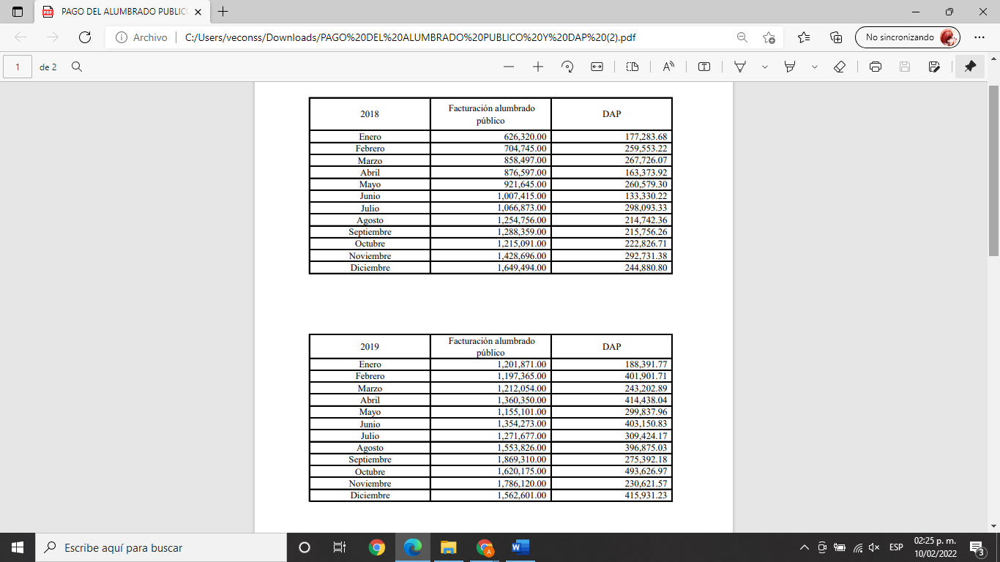 PAGO DEL ALUMBRADO PUBLIC
Archivo C:/Users/veconss/Downloads/PAGO%20DEL%20ALUMBRADO%20PUBLICO%20Y%20DAP%20(2).pdf No sincronizando
1 de 2
2018 Facturación alumbrado público DAP
Enero 626,320.00 177,283.68
Febrero 704,745.00 259,553.22
Marzo 858,497.00 267,726.07
Abril 876,597.00 163,373.92
Mayo 921,645.00 260,579.30
Junio 1,007,415.00 133,330.22
Julio 1,066,873.00 298,093.33
Agosto 1,254,756.00 214,742.36
Septiembre 1,288,359.00 215,756.26
Octubre 1,215,091.00 222,826.71
Noviembre 1,428,696.00 292,731.38
Diciembre 1,649,494.00 244,880.80
2019 Facturación alumbrado público DAP
Enero 1,201,871.00 188,391.77
Febrero 1,197,365.00 401,901.71
Marzo 1,212,054.00 243,202.89
Abril 1,360,350.00 414,438.04
Mayo 1,155,101.00 299,837.96
Junio 1,354,273.00 403,150.83
Julio 1,271,677.00 309,424.17
Agosto 1,553,826.00 396,875.03
Septiembre 1,869,310.00 275,392.18
Octubre 1,620,175.00 493,626.97
Noviembre 1,786,120.00 230,621.57
Diciembre 1,562,601.00 415,931.23
Escribe aquí para buscar
ESP
02:25 p. m.
10/02/2022
3